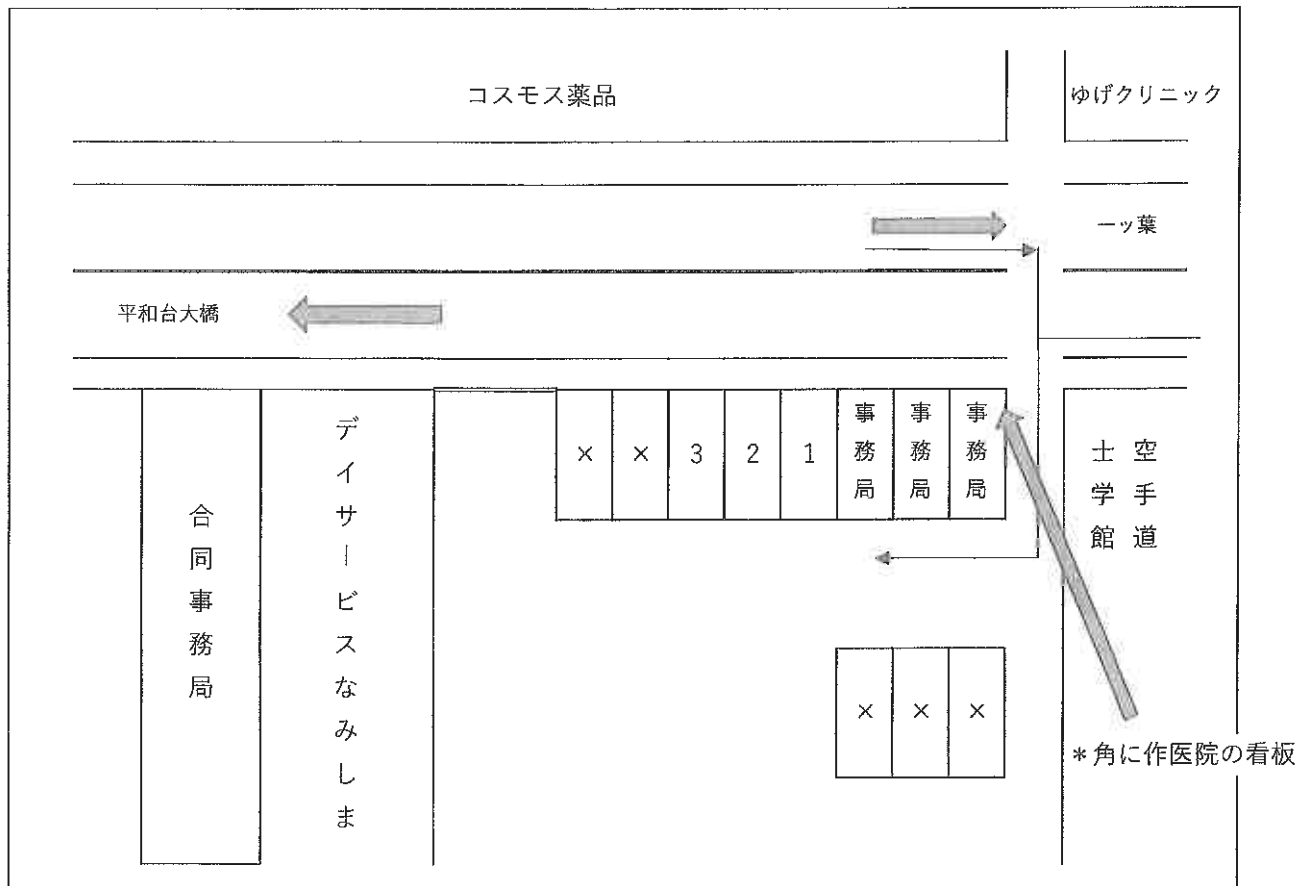 コスモス薬品
ゆげクリニック
一ッ葉
平和台大橋
合同事務局
デイサービスなみしま
×
×
3
2
1
事務局
事務局
事務局
空手道
士学館
×
×
×
＊角に作医院の看板